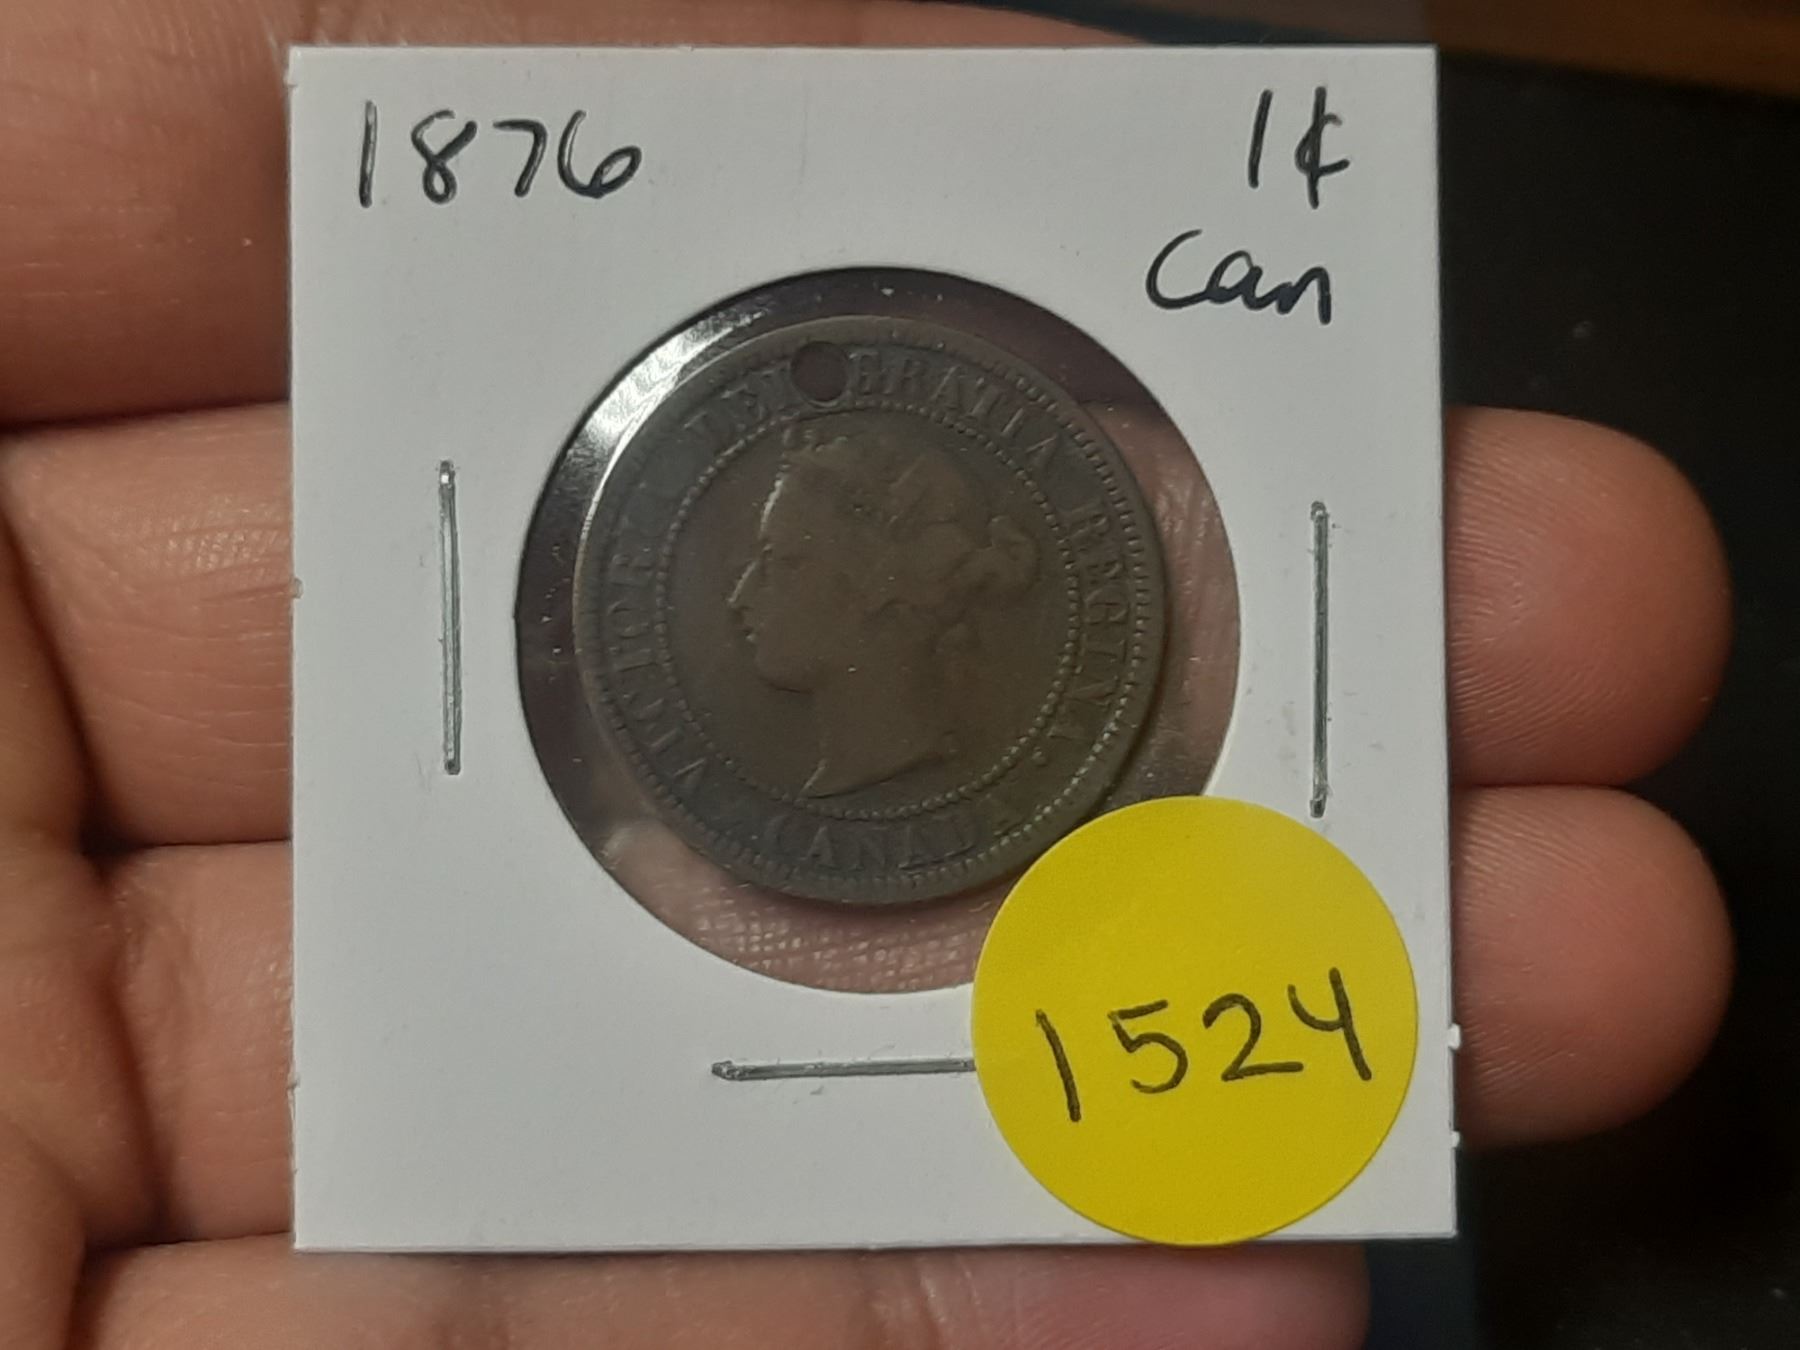 1876
1¢
Can
VICTORIA DEI GRATIA REGINA.
CANADA
1524